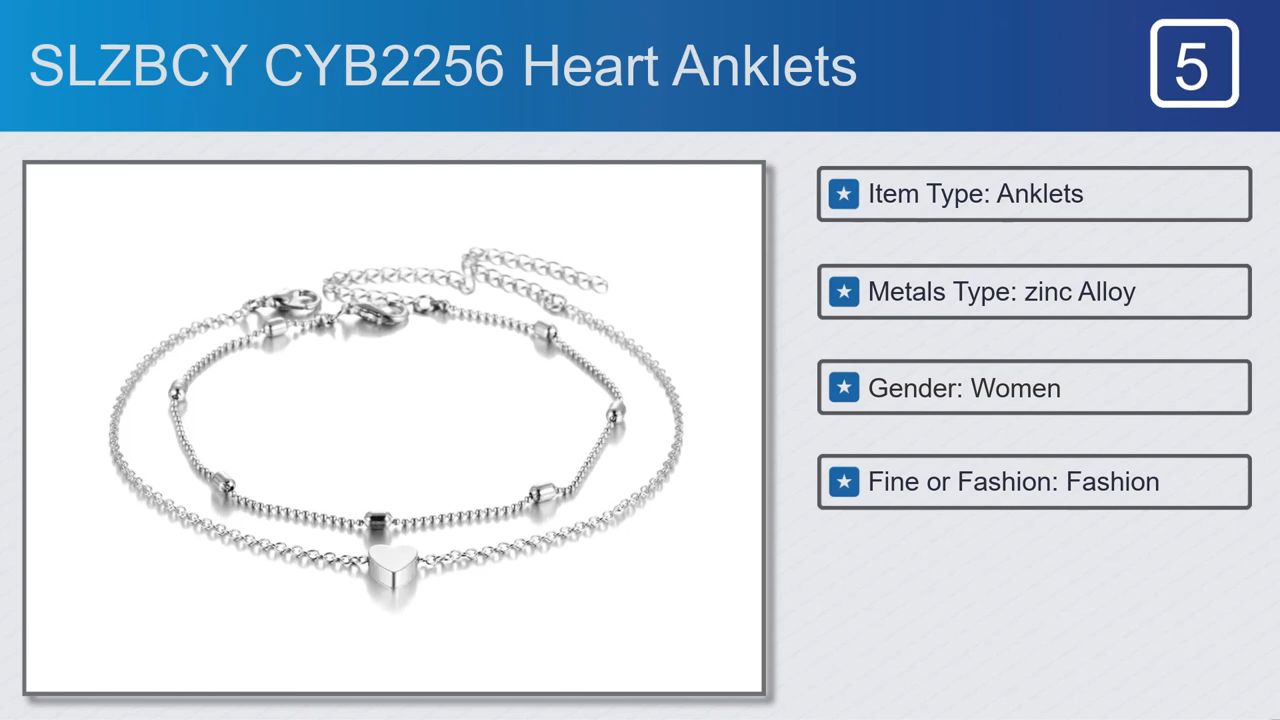 SLZBCY CYB2256 Heart Anklets
5
Item Type: Anklets
Metals Type: zinc Alloy
Gender: Women
Fine or Fashion: Fashion